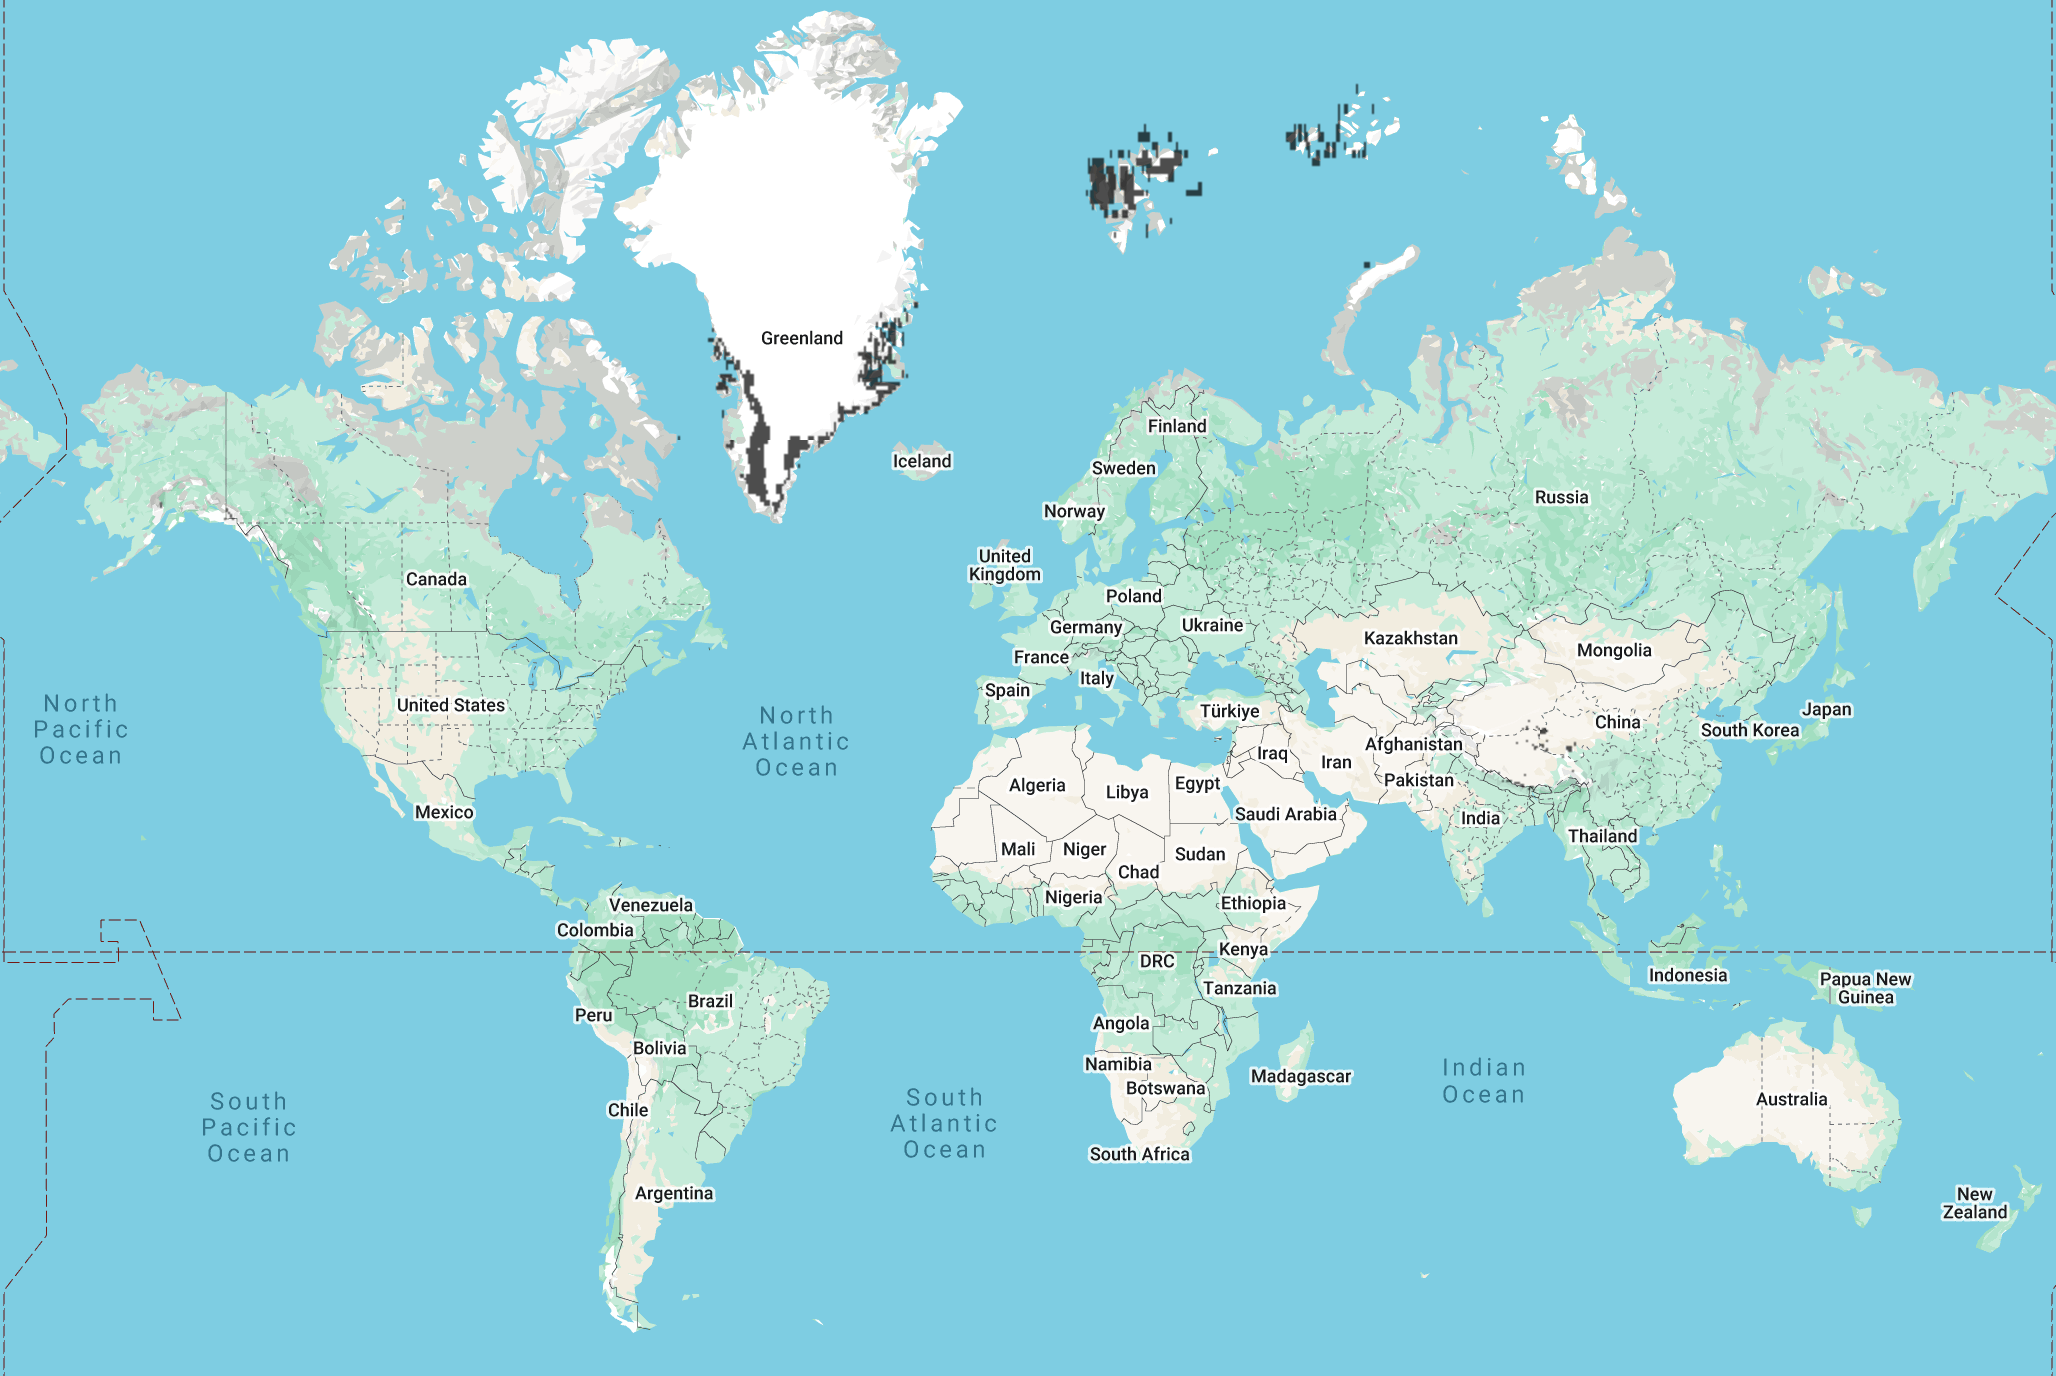 Greenland
Finland
Iceland
Sweden
Russia
Norway
United
Kingdom
Canada
Poland
Germany
Ukraine
Kazakhstan
Mongolia
France
Italy
Spain
United States
Türkiye
China
Japan
South Korea
North
Pacific
Ocean
North
Atlantic
Ocean
Afghanistan
Iraq
Iran
Pakistan
Algeria
Libya
Egypt
Mexico
Saudi Arabia
India
Thailand
Mali
Niger
Sudan
Chad
Nigeria
Ethiopia
Venezuela
Colombia
Kenya
DRC
Indonesia
Papua New
Guinea
Tanzania
Brazil
Peru
Angola
Bolivia
Namibia
Botswana
Madagascar
Indian
Ocean
Australia
Chile
South
Pacific
Ocean
South
Atlantic
Ocean
South Africa
Argentina
New
Zealand